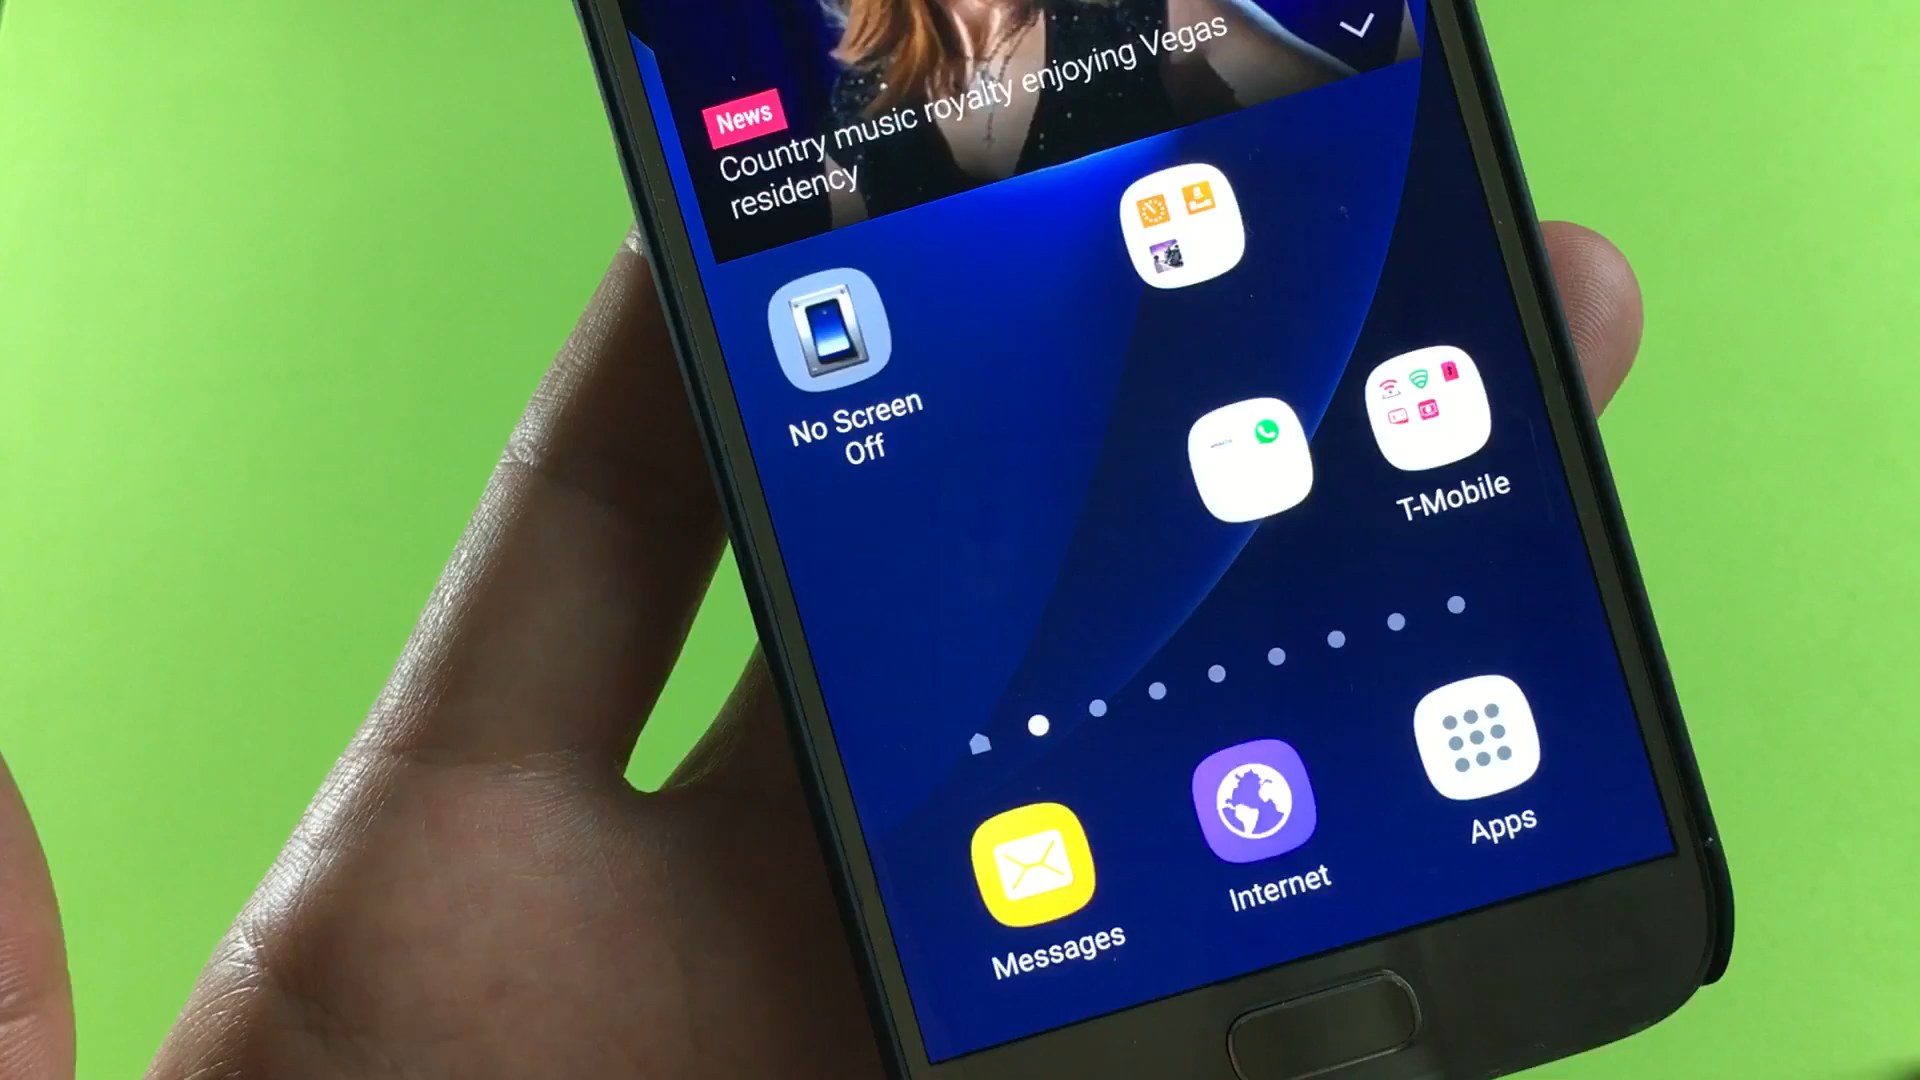 News
Country music royalty enjoying Vegas
residency
No Screen
Off
T-Mobile
Messages
Internet
Apps